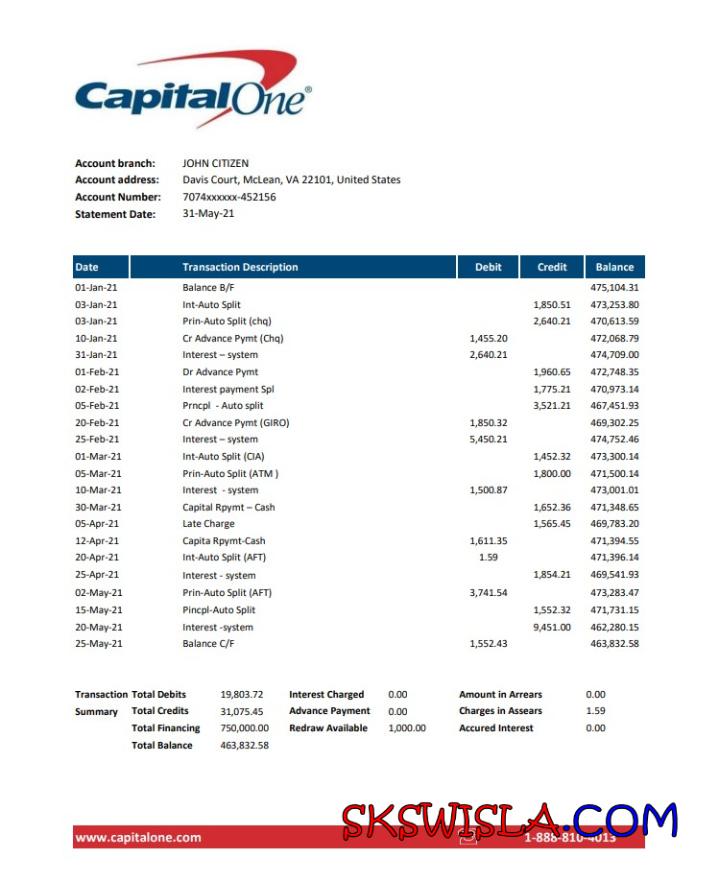 CapitalOne®
Account branch: JOHN CITIZEN
Account address: Davis Court, McLean, VA 22101, United States
Account Number: 7074xxxxxx-452156
Statement Date: 31-May-21
Date Transaction Description Debit Credit Balance
01-Jan-21 Balance B/F 475,104.31
03-Jan-21 Int-Auto Split 1,850.51 473,253.80
03-Jan-21 Prin-Auto Split (chq) 2,640.21 470,613.59
10-Jan-21 Cr Advance Pymt (Chq) 1,455.20 472,068.79
31-Jan-21 Interest – system 2,640.21 474,709.00
01-Feb-21 Dr Advance Pymt 1,960.65 472,748.35
02-Feb-21 Interest payment Spl 1,775.21 470,973.14
05-Feb-21 Prncpl - Auto split 3,521.21 467,451.93
20-Feb-21 Cr Advance Pymt (GIRO) 1,850.32 469,302.25
25-Feb-21 Interest – system 5,450.21 474,752.46
01-Mar-21 Int-Auto Split (CIA) 1,452.32 473,300.14
05-Mar-21 Prin-Auto Split (ATM ) 1,800.00 471,500.14
10-Mar-21 Interest - system 1,500.87 473,001.01
30-Mar-21 Capital Rpymt – Cash 1,652.36 471,348.65
05-Apr-21 Late Charge 1,565.45 469,783.20
12-Apr-21 Capita Rpymt-Cash 1,611.35 471,394.55
20-Apr-21 Int-Auto Split (AFT) 1.59 471,396.14
25-Apr-21 Interest - system 1,854.21 469,541.93
02-May-21 Prin-Auto Split (AFT) 3,741.54 473,283.47
15-May-21 Pincpl-Auto Split 1,552.32 471,731.15
20-May-21 Interest -system 9,451.00 462,280.15
25-May-21 Balance C/F 1,552.43 463,832.58
Transaction Total Debits 19,803.72 Interest Charged 0.00 Amount in Arrears 0.00
Summary Total Credits 31,075.45 Advance Payment 0.00 Charges in Assears 1.59
Total Financing 750,000.00 Redraw Available 1,000.00 Accured Interest 0.00
Total Balance 463,832.58
SKSWISLA.COM
www.capitalone.com 1-888-810-4013